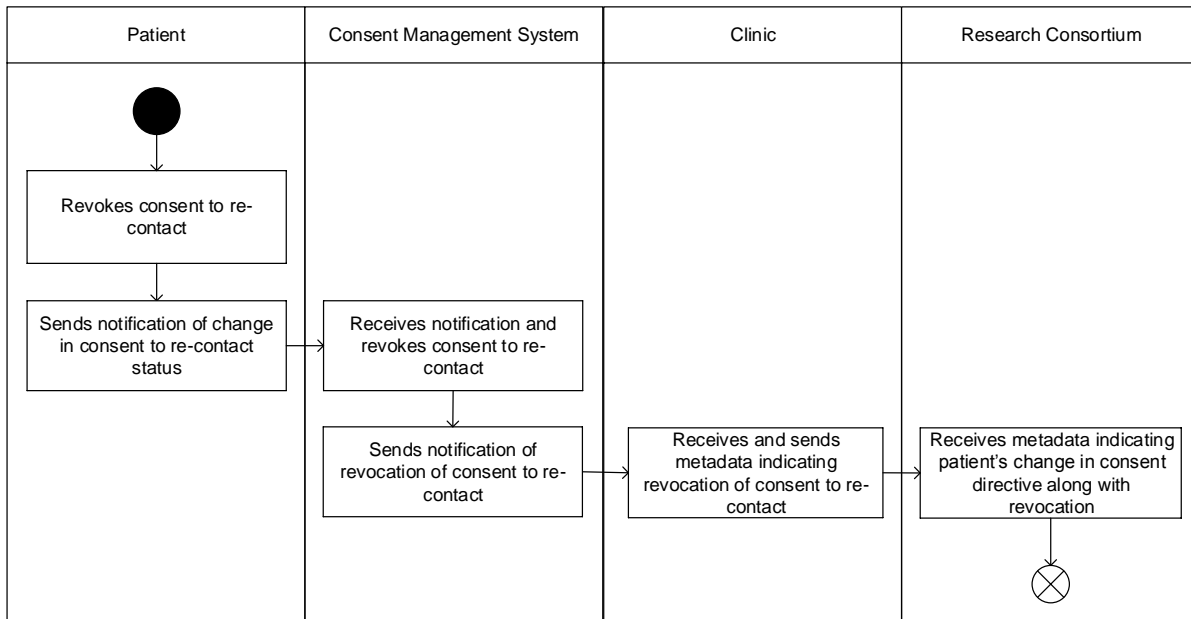 Patient
Consent Management System
Clinic
Research Consortium
Revokes consent to re-
contact
Sends notification of change
in consent to re-contact
status
Receives notification and
revokes consent to re-
contact
Sends notification of
revocation of consent to re-
contact
Receives and sends
metadata indicating
revocation of consent to re-
contact
Receives metadata indicating
patient’s change in consent
directive along with
revocation